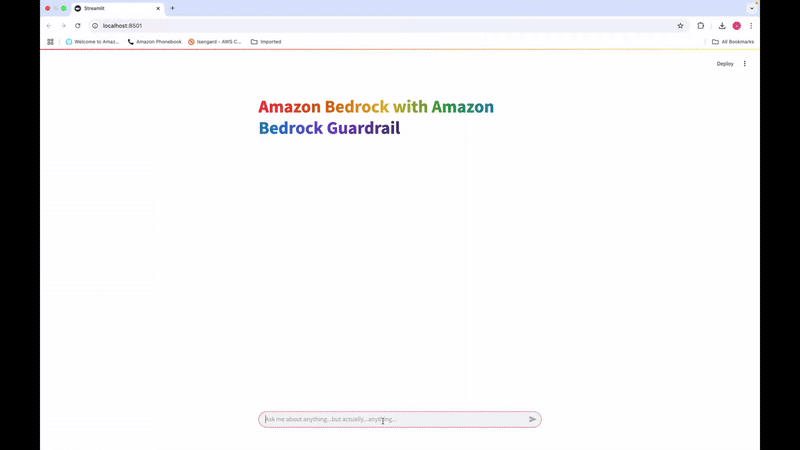 Streamlit
localhost:8501
Welcome to Amaz...
Amazon Phonebook
Isengard - AWS C...
Imported
All Bookmarks
Deploy
Amazon Bedrock with Amazon
Bedrock Guardrail
Ask me about anything...but actually,..anything...